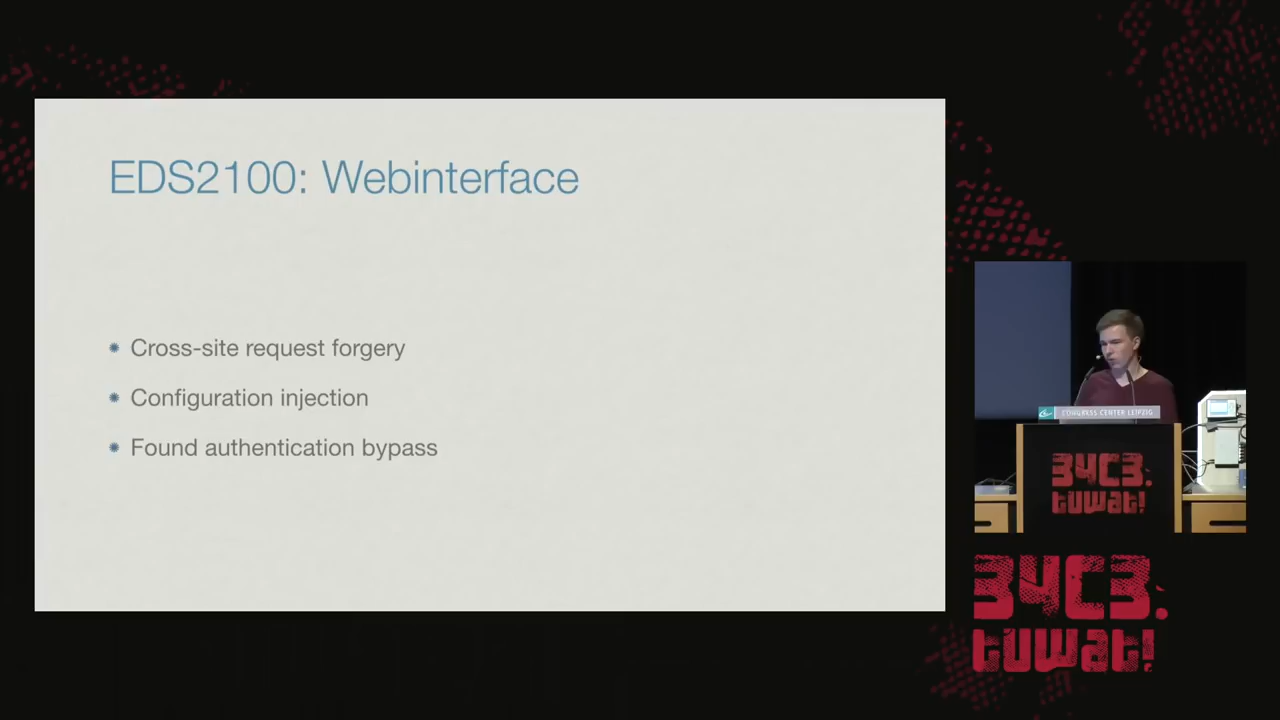 EDS2100: Webinterface
Cross-site request forgery
Configuration injection
Found authentication bypass
CONGRESS CENTER LEIPZIG
34C3.
tuwat!
34C3.
tuwat!